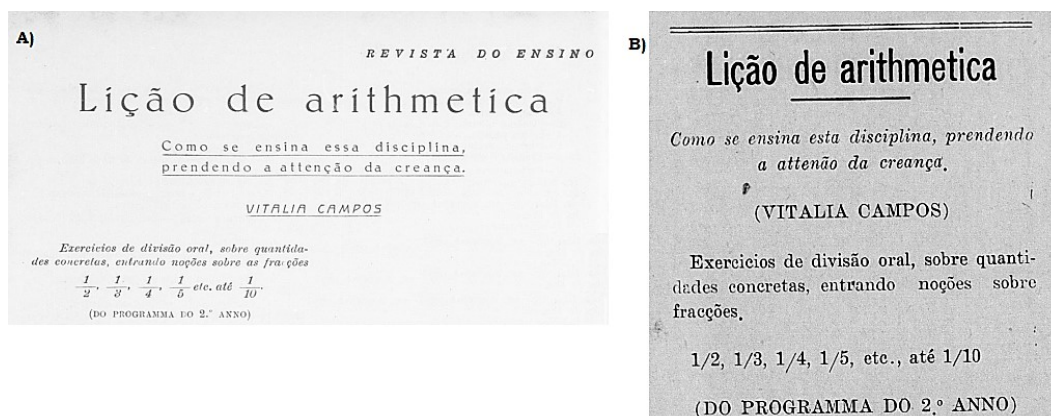 A)
REVISTA DO ENSINO
Lição de arithmetica
Como se ensina essa disciplina,
prendendo a attenção da creança.
VITALIA CAMPOS
Exercicios de divisão oral, sobre quantida-
des concretas, entrando noções sobre as fracções
1/2, 1/3, 1/4, 1/5 etc. até 1/10.
(DO PROGRAMMA DO 2.º ANNO)
B)
Lição de arithmetica
Como se ensina esta disciplina, prendendo
a attenão da creança.
(VITALIA CAMPOS)
Exercicios de divisão oral, sobre quanti-
dades concretas, entrando noções sobre
fracções.
1/2, 1/3, 1/4, 1/5, etc., até 1/10
(DO PROGRAMMA DO 2.º ANNO)